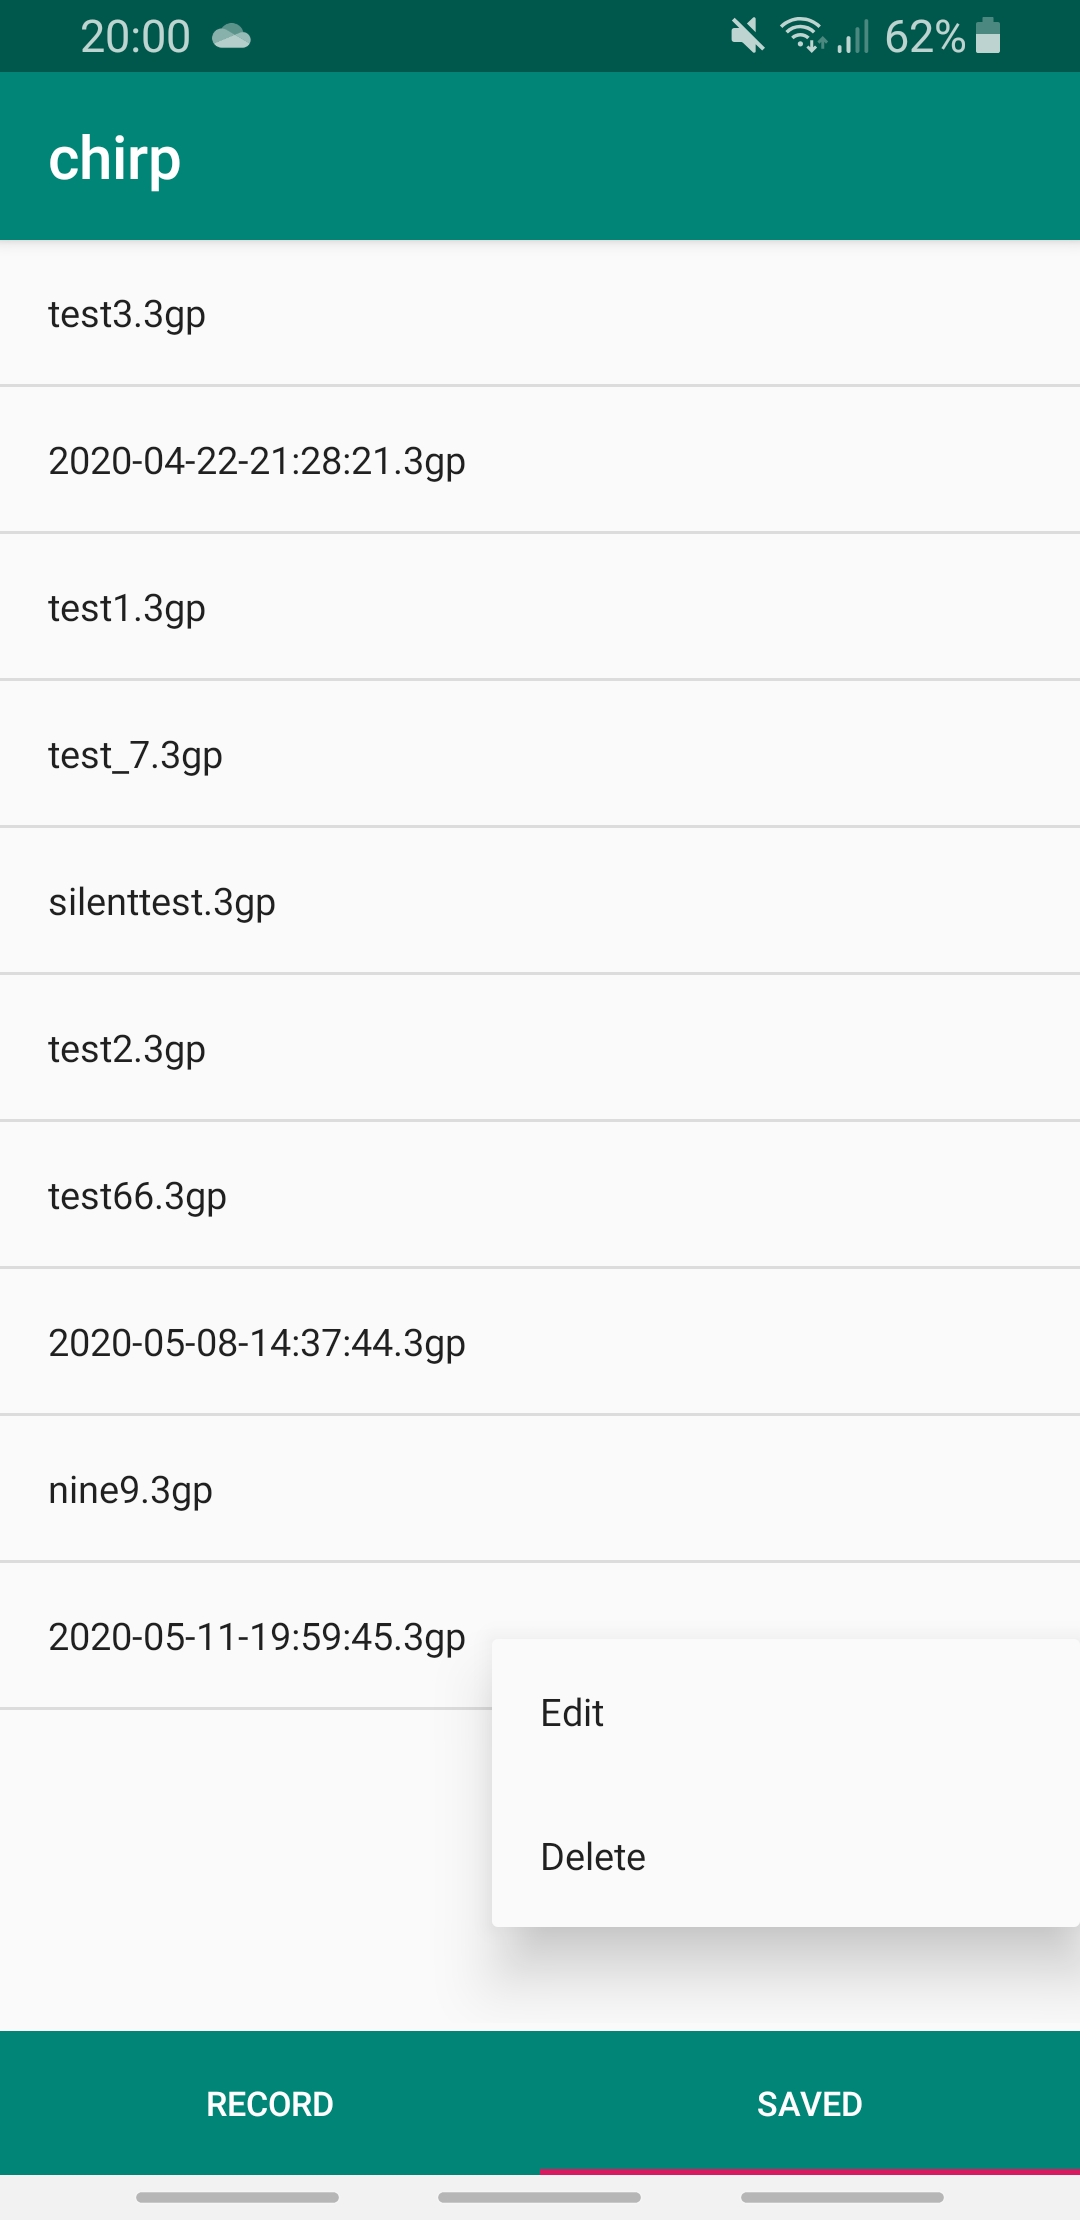 20:00 62%
chirp
test3.3gp
2020-04-22-21:28:21.3gp
test1.3gp
test_7.3gp
silenttest.3gp
test2.3gp
test66.3gp
2020-05-08-14:37:44.3gp
nine9.3gp
2020-05-11-19:59:45.3gp
Edit
Delete
RECORD SAVED